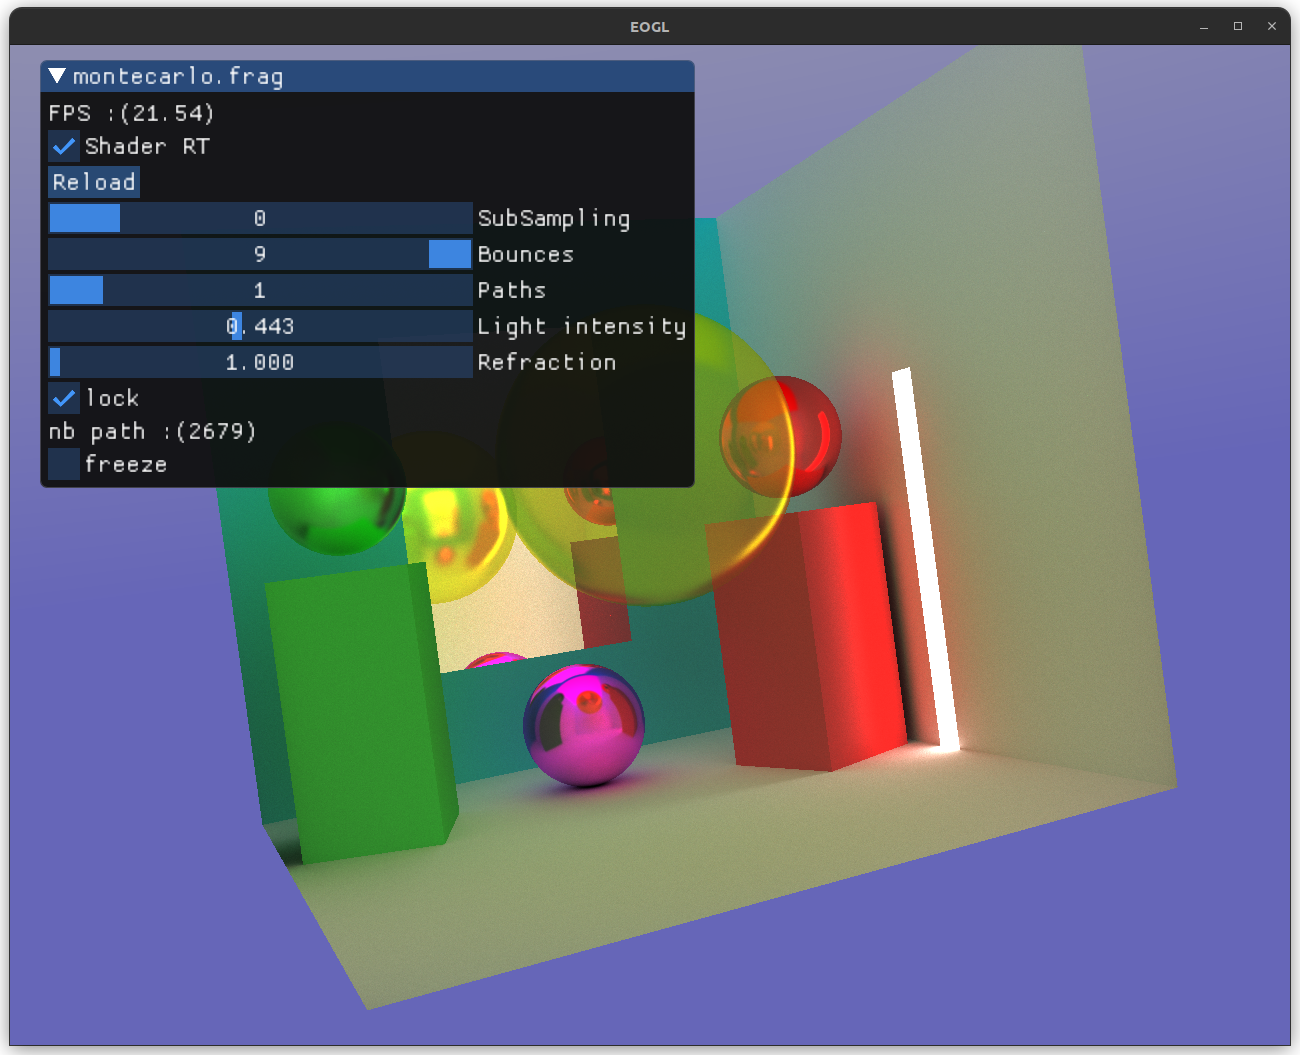 EOGL
montecarlo.frag
FPS :(21.54)
Shader RT
Reload
0 SubSampling
9 Bounces
1 Paths
0.443 Light intensity
1.000 Refraction
lock
nb path :(2679)
freeze